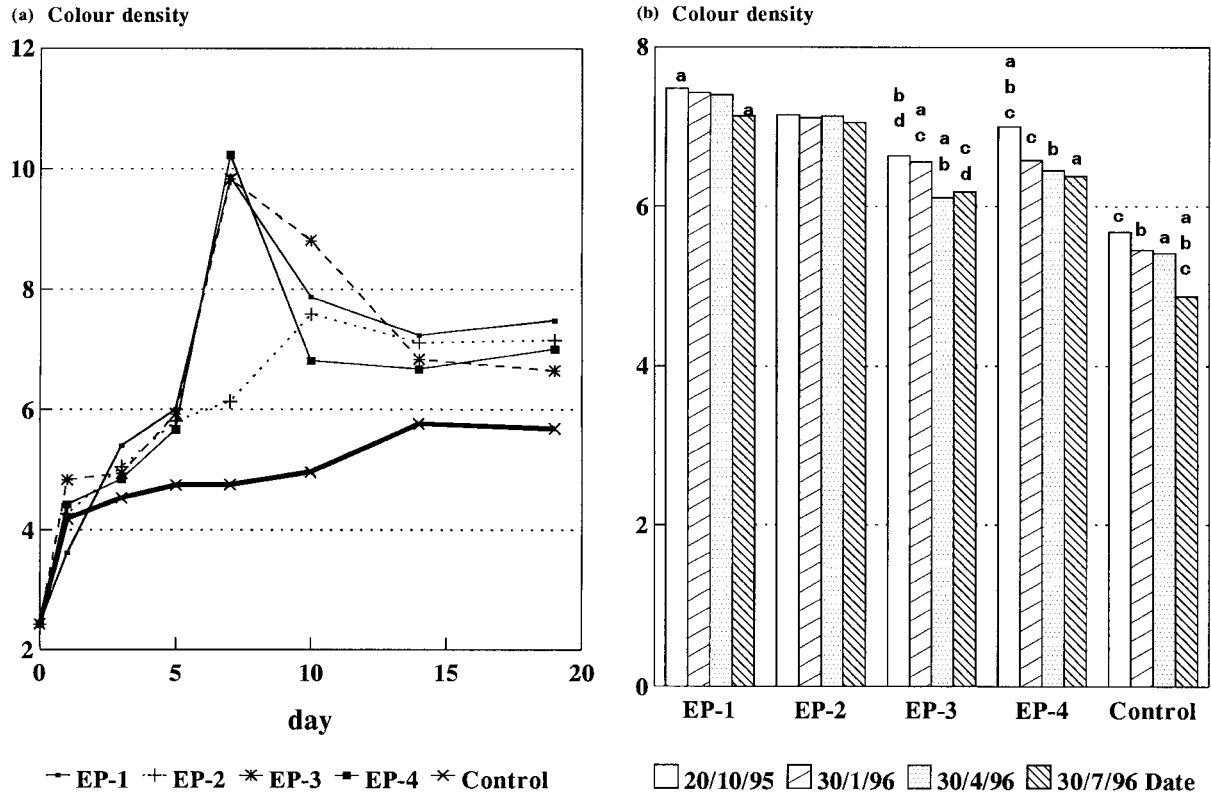 (a) Colour density
12
10
8
6
4
2
0 5 10 15 20
day
EP-1 EP-2 EP-3 EP-4 Control
(b) Colour density
8
6
4
2
0
a a
b a a c
d c b d
a
b
c c b a
c b a a
b
c
EP-1 EP-2 EP-3 EP-4 Control
20/10/95 30/1/96 30/4/96 30/7/96 Date